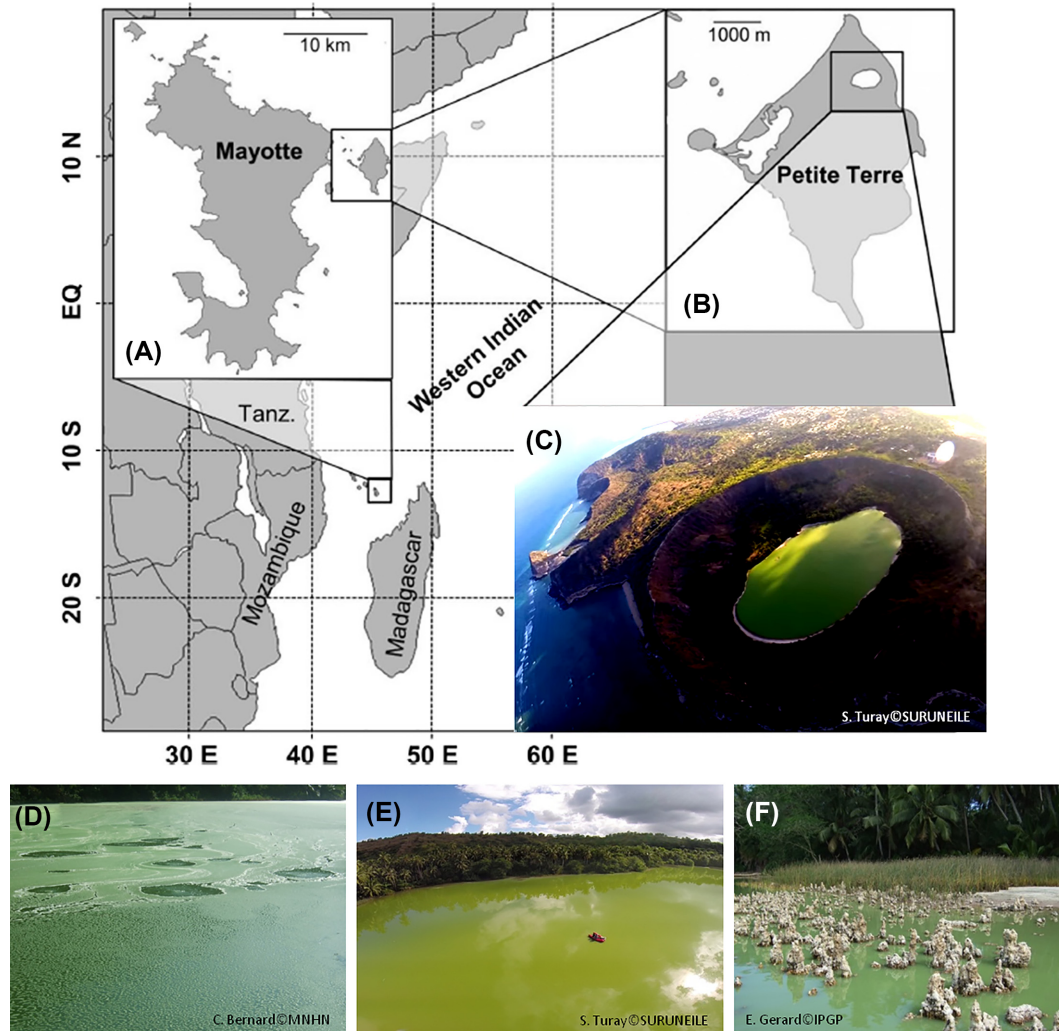 10 km
Mayotte
(A)
1000 m
Petite Terre
(B)
10 N
EQ
10 S
20 S
Western Indian
Ocean
Tanz.
Mozambique
Madagascar
30 E
40 E
50 E
60 E
(C)
S. Turay©SURUNEILE
(D)
C. Bernard©MNHN
(E)
S. Turay©SURUNEILE
(F)
E. Gerard©IPGP